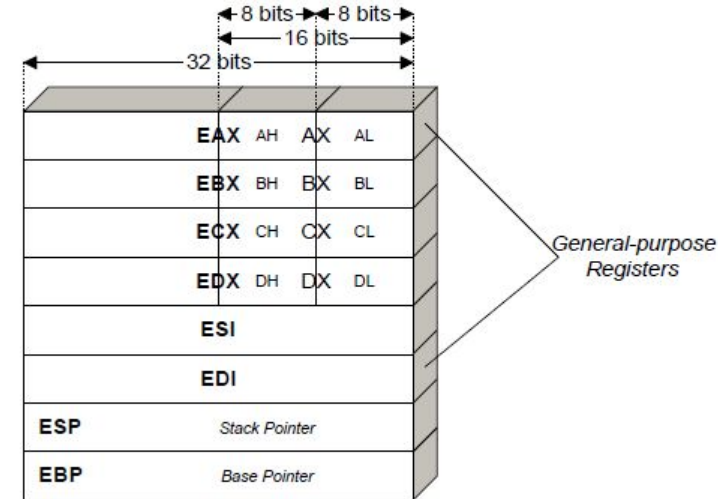 8 bits 8 bits
16 bits
32 bits
EAX AH AX AL
EBX BH BX BL
ECX CH CX CL
EDX DH DX DL
General-purpose
Registers
ESI
EDI
ESP Stack Pointer
EBP Base Pointer